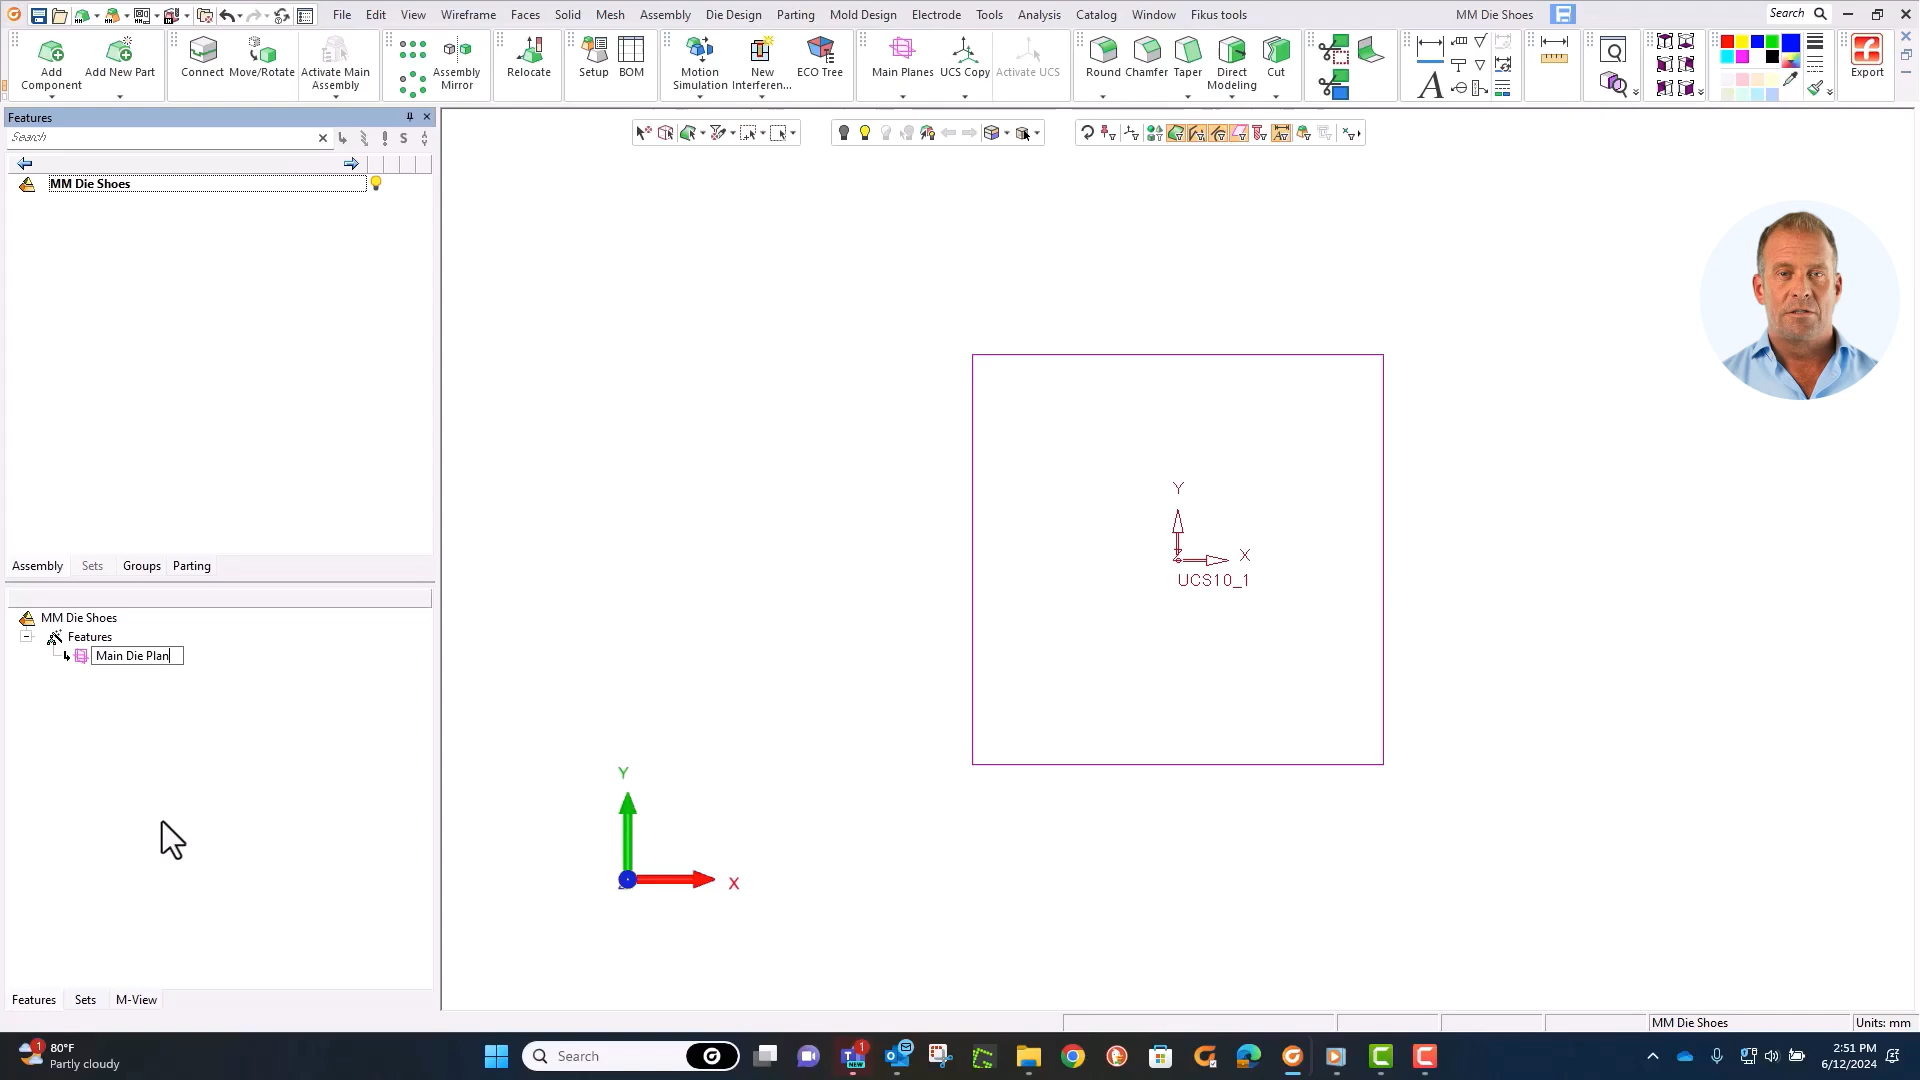 File Edit View Wireframe Faces Solid Mesh Assembly Die Design Parting Mold Design Electrode Tools Analysis Catalog Window Fikus tools MM Die Shoes Search
Add Component
Add New Part
Connect
Move/Rotate
Activate Main Assembly
Assembly Mirror
Relocate
Setup
BOM
Motion Simulation
New Interferen...
ECO Tree
Main Planes
UCS Copy
Activate UCS
Round
Chamfer
Taper
Direct Modeling
Cut
Export
Features
Search
S
MM Die Shoes
Assembly Sets Groups Parting
MM Die Shoes
Features
Main Die Plan
Features Sets M-View
Y
X
UCS10_1
Y
X
MM Die Shoes
Units: mm
1
80°F
Partly cloudy
Search
1
NEW
2:51 PM
6/12/2024